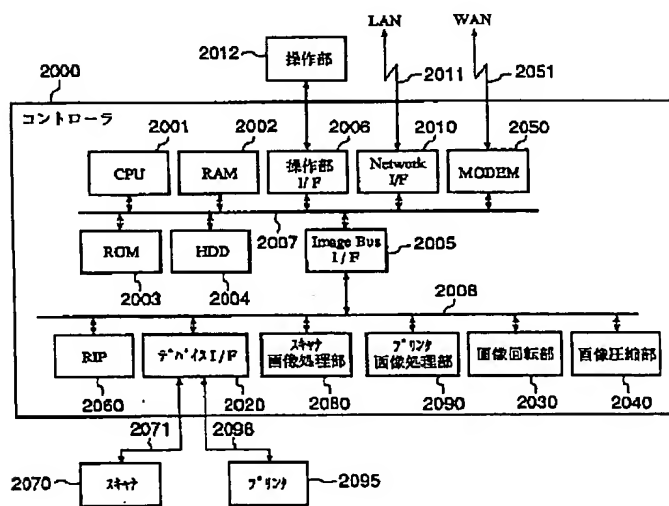 LAN WAN
2012
操作部
2011
2051
2000
コントローラ
2001
2002
2006
2010
2050
CPU
RAM
操作部
I/F
Network
I/F
MODEM
2007
ROM
HDD
Image Bus
I/F
2005
2003
2004
2008
RIP
デバイスI/F
スキャナ
画像処理部
プリンタ
画像処理部
画像回転部
画像圧縮部
2060
2020
2080
2090
2030
2040
2071
2098
2070
スキャナ
プリンタ
2095